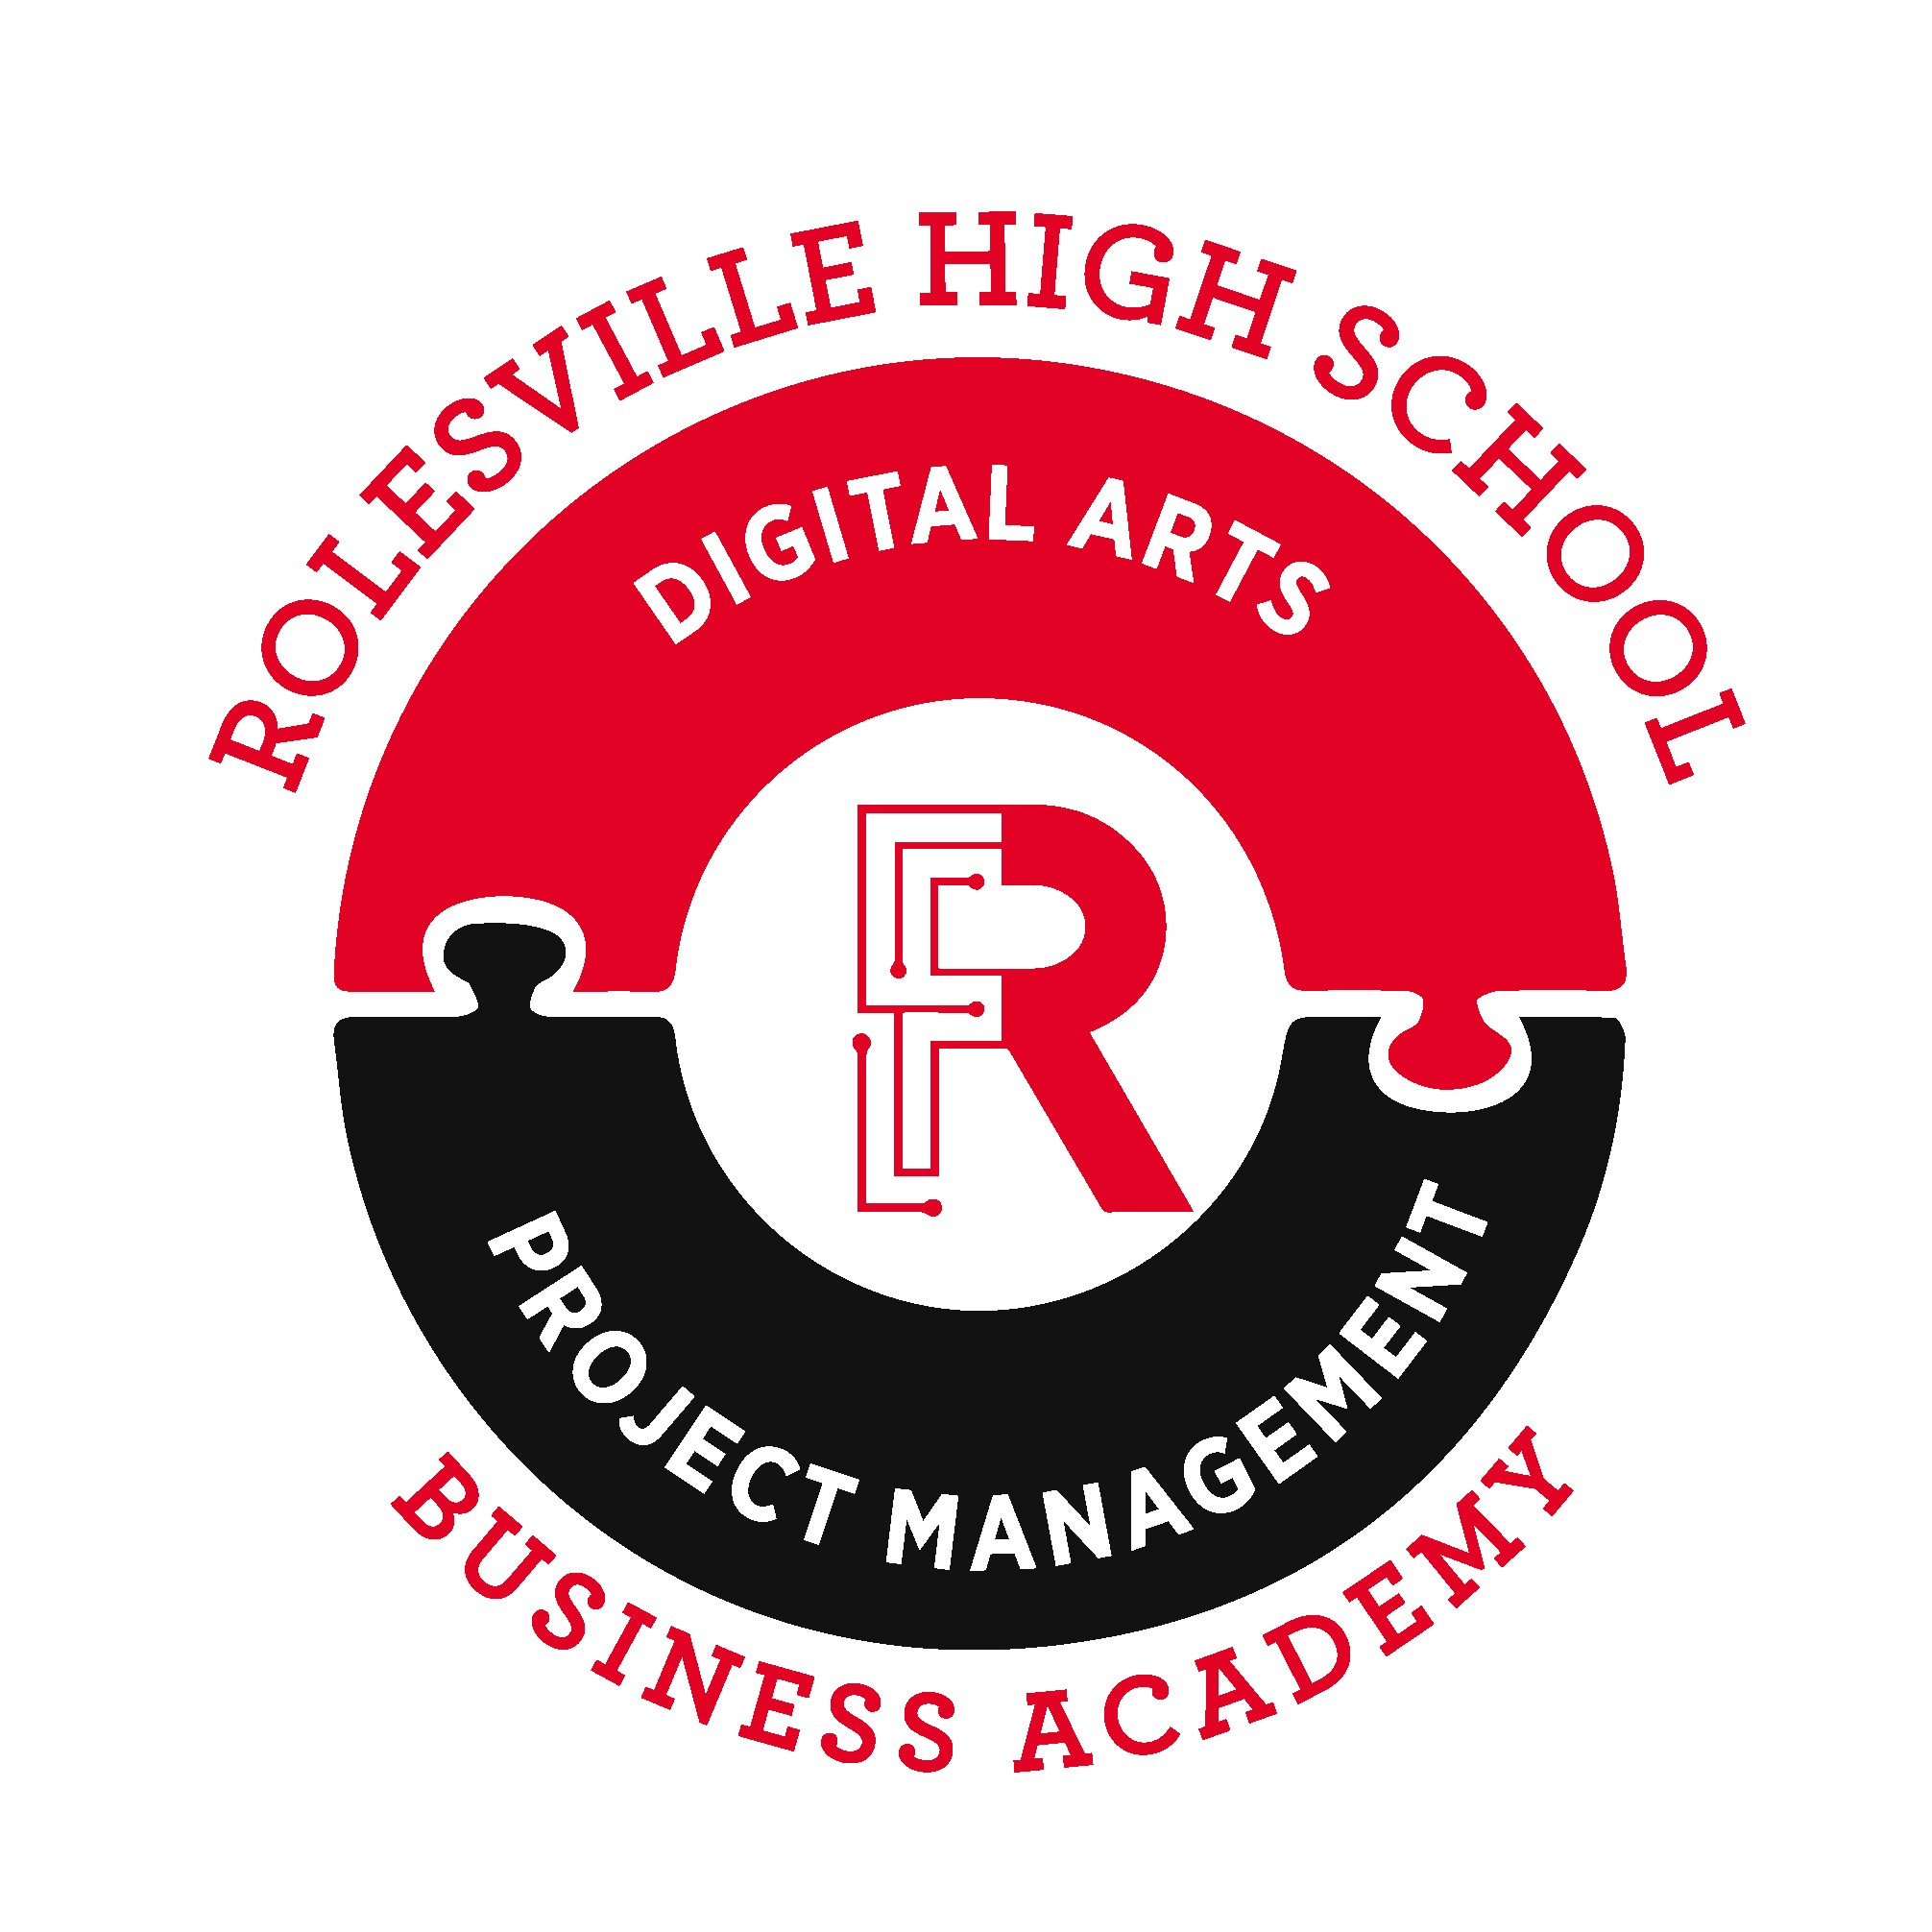 ROLESVILLE HIGH SCHOOL
DIGITAL ARTS
R
PROJECT MANAGEMENT
BUSINESS ACADEMY